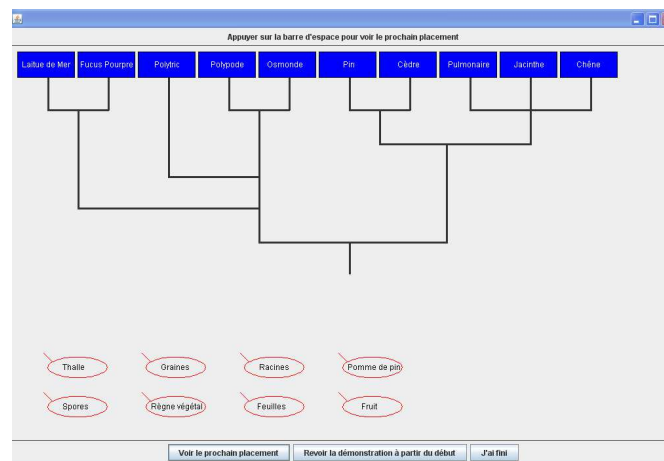 Appuyer sur la barre d'espace pour voir le prochain placement
Laitue de Mer Fucus Pourpre Polytric Polypode Osmonde Pin Cèdre Pulmonaire Jacinthe Chêne
Thalle Graines Racines Pomme de pin
Spores Règne végétal Feuilles Fruit
Voir le prochain placement Revoir la démonstration à partir du début J'ai fini